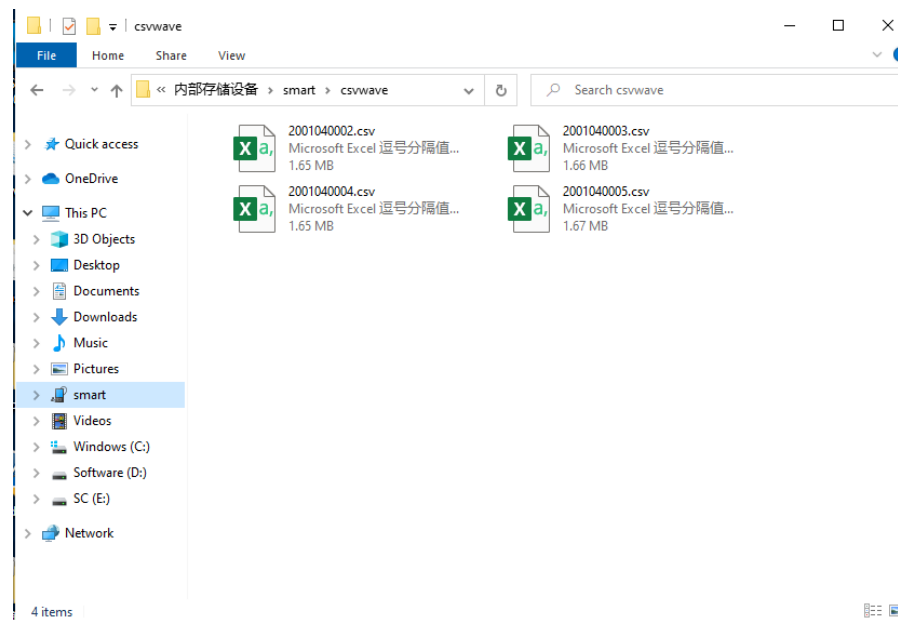 csvwave
File Home Share View
« 内部存储设备 > smart > csvwave
Search csvwave
Quick access
OneDrive
This PC
3D Objects
Desktop
Documents
Downloads
Music
Pictures
smart
Videos
Windows (C:)
Software (D:)
SC (E:)
Network
2001040002.csv
Microsoft Excel 逗号分隔值...
1.65 MB
2001040003.csv
Microsoft Excel 逗号分隔值...
1.66 MB
2001040004.csv
Microsoft Excel 逗号分隔值...
1.65 MB
2001040005.csv
Microsoft Excel 逗号分隔值...
1.67 MB
4 items